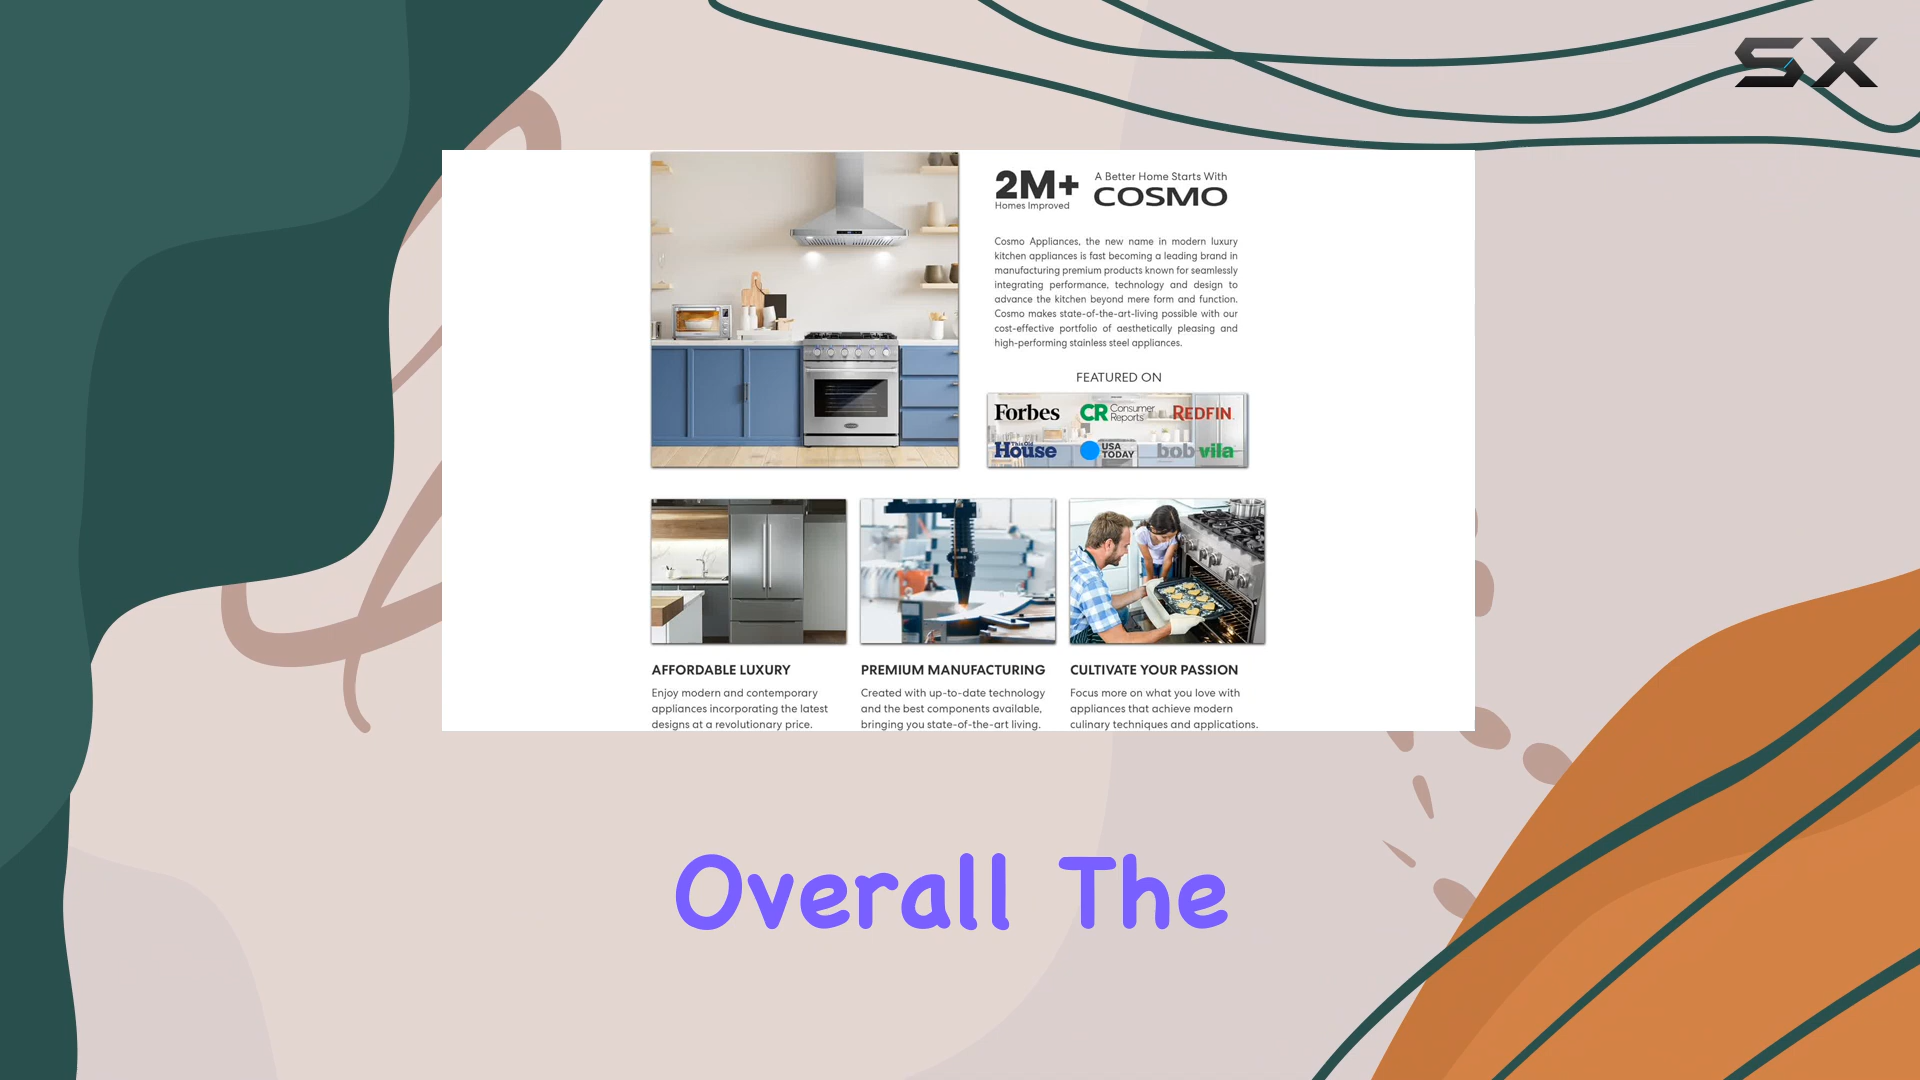 SX
2M+
Homes Improved
A Better Home Starts With
COSMO
Cosmo Appliances, the new name in modern luxury
kitchen appliances is fast becoming a leading brand in
manufacturing premium products known for seamlessly
integrating performance, technology and design to
advance the kitchen beyond mere form and function.
Cosmo makes state-of-the-art-living possible with our
cost-effective portfolio of aesthetically pleasing and
high-performing stainless steel appliances.
FEATURED ON
Forbes
CR Consumer
Reports
REDFIN
This Old
House
USA
TODAY
bob vila
AFFORDABLE LUXURY
Enjoy modern and contemporary
appliances incorporating the latest
designs at a revolutionary price.
PREMIUM MANUFACTURING
Created with up-to-date technology
and the best components available,
bringing you state-of-the-art living.
CULTIVATE YOUR PASSION
Focus more on what you love with
appliances that achieve modern
culinary techniques and applications.
Overall The